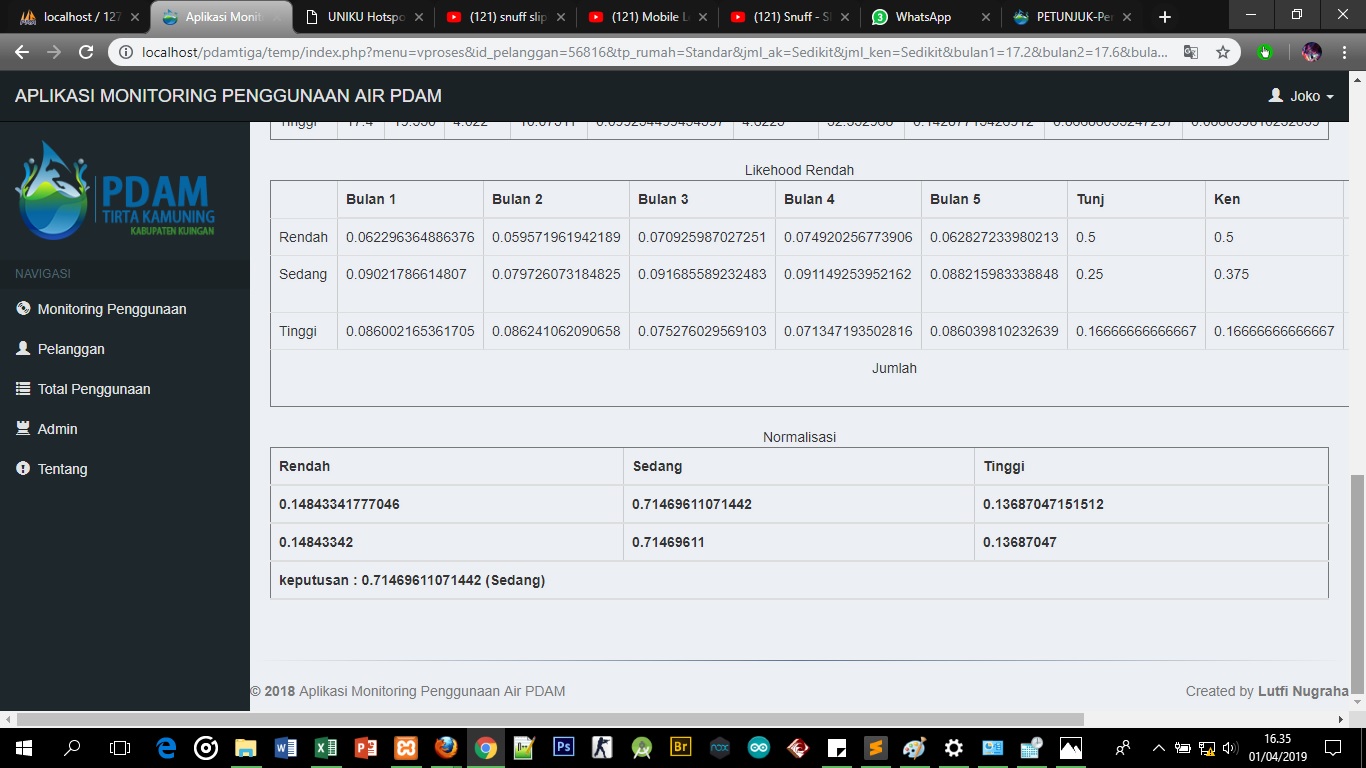 localhost / 127
Aplikasi Monit
UNIKU Hotspo
(121) snuff slip
(121) Mobile L
(121) Snuff - S
3 WhatsApp
PETUNJUK-Per
localhost/pdamtiga/temp/index.php?menu=vproses&id_pelanggan=56816&tp_rumah=Standar&jml_ak=Sedikit&jml_ken=Sedikit&bulan1=17.2&bulan2=17.6&bula...
APLIKASI MONITORING PENGGUNAAN AIR PDAM
Joko
PDAM
TIRTA KAMUNING
KABUPATEN KUINGAN
NAVIGASI
Monitoring Penggunaan
Pelanggan
Total Penggunaan
Admin
Tentang
Likehood Rendah
Bulan 1 Bulan 2 Bulan 3 Bulan 4 Bulan 5 Tunj Ken
Rendah 0.062296364886376 0.059571961942189 0.070925987027251 0.074920256773906 0.062827233980213 0.5 0.5
Sedang 0.09021786614807 0.079726073184825 0.091685589232483 0.091149253952162 0.088215983338848 0.25 0.375
Tinggi 0.086002165361705 0.086241062090658 0.075276029569103 0.071347193502816 0.086039810232639 0.16666666666667 0.16666666666667
Jumlah
Normalisasi
Rendah Sedang Tinggi
0.14843341777046 0.71469611071442 0.13687047151512
0.14843342 0.71469611 0.13687047
keputusan : 0.71469611071442 (Sedang)
© 2018 Aplikasi Monitoring Penggunaan Air PDAM
Created by Lutfi Nugraha
16.35
01/04/2019